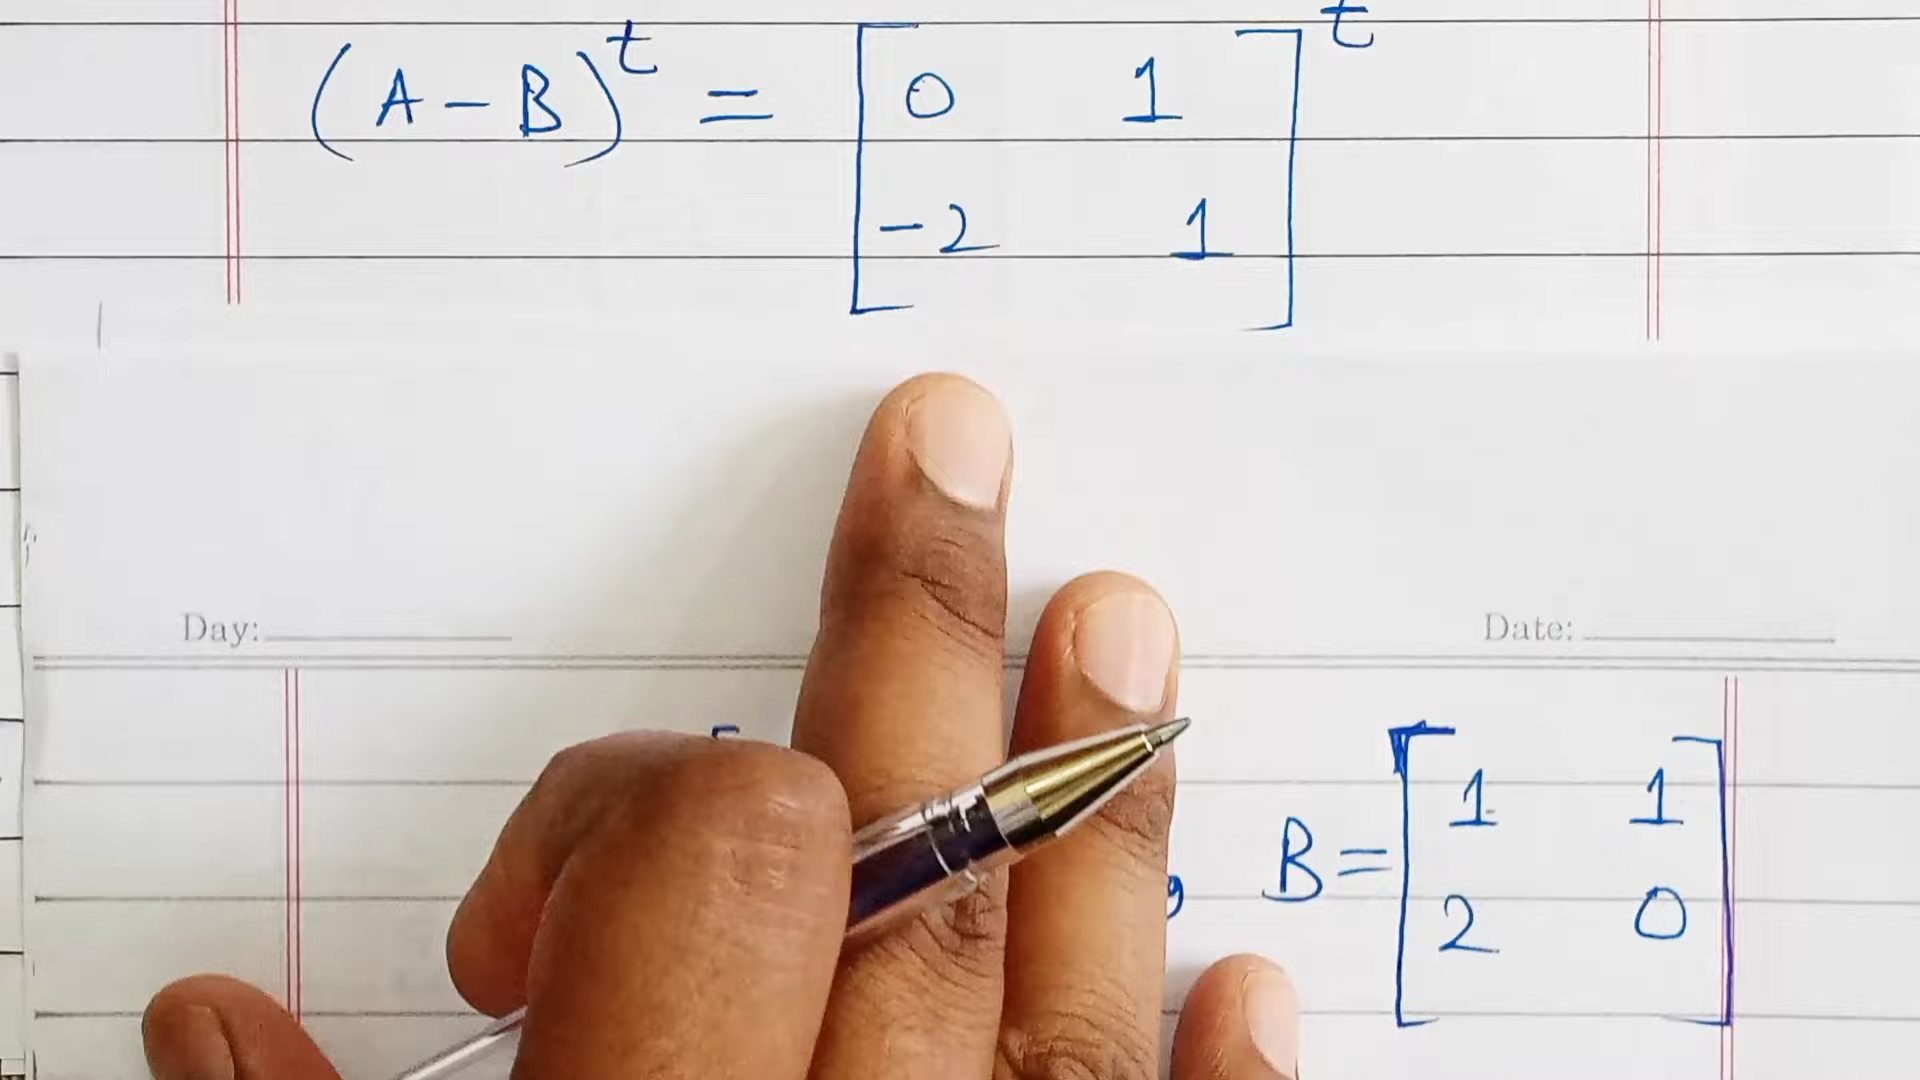 (A - B)^t = [0 1
-2 1]^t
Day: Date:
B = [1 1
2 0]